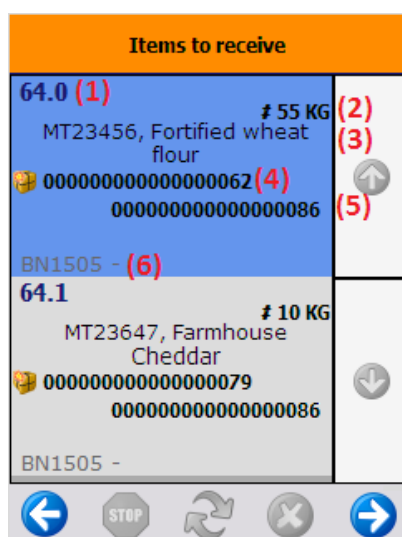 Items to receive
64.0 (1)
# 55 KG (2)
MT23456, Fortified wheat (3)
flour
000000000000000062 (4)
000000000000000086 (5)
BN1505 - (6)
64.1
# 10 KG
MT23647, Farmhouse
Cheddar
000000000000000079
000000000000000086
BN1505 -
STOP